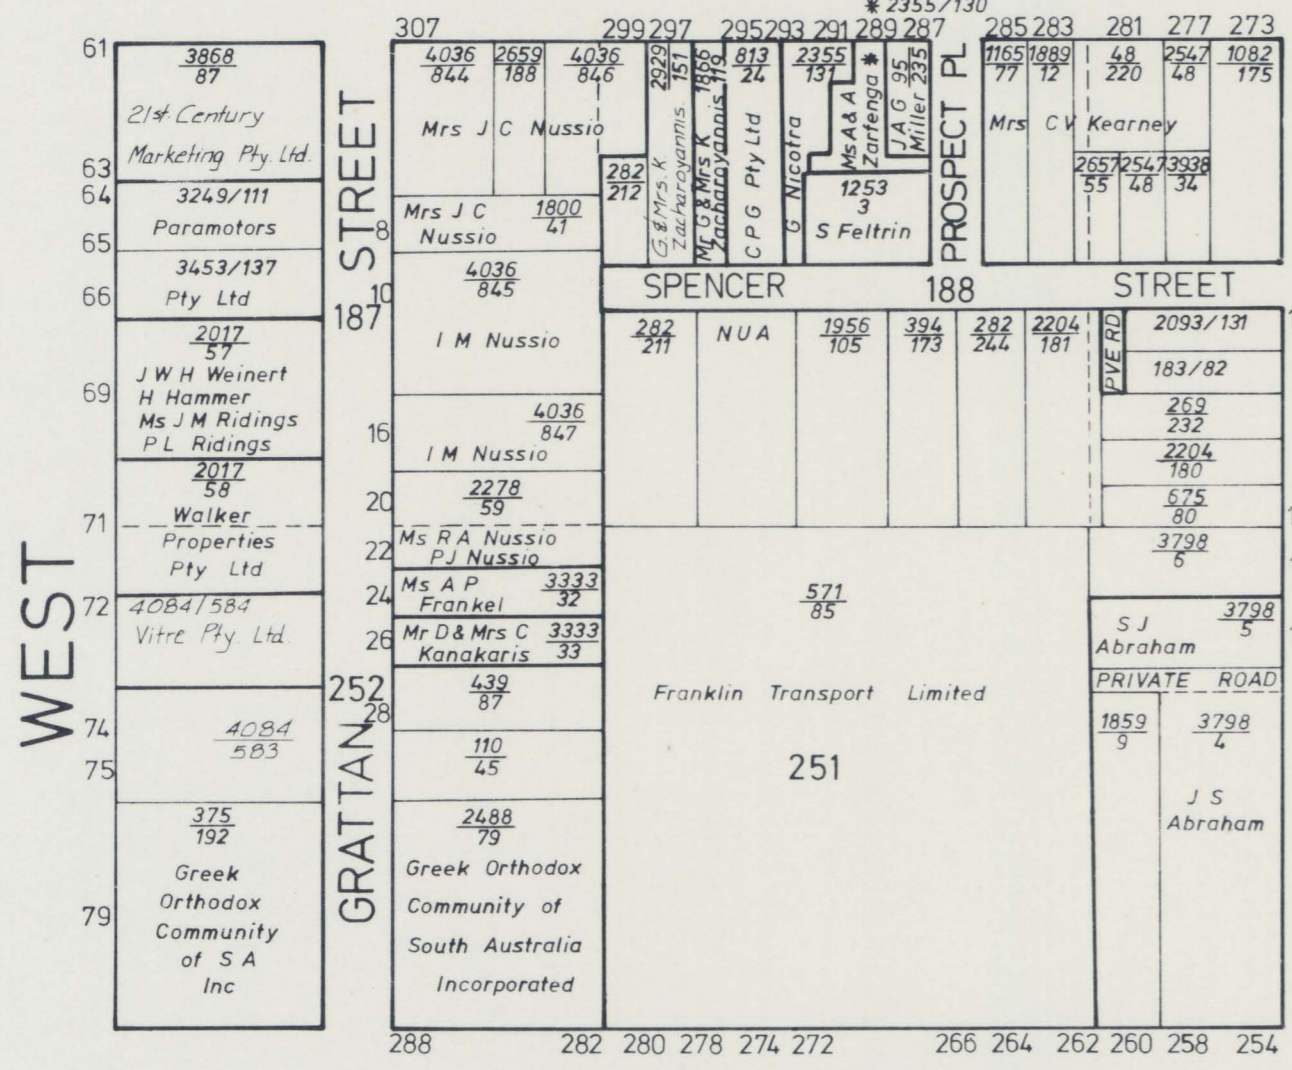 * 2355/130
307 299 297 295 293 291 289 287 285 283 281 277 273
WEST
61
3868
87
21st. Century
Marketing Pty. Ltd.
63
64
3249/111
Paramotors
65
3453/137
66
Pty Ltd
2017
57
J W H Weinert
69
H Hammer
Ms J M Ridings
P L Ridings
2017
58
Walker
71
Properties
Pty Ltd
72
4084/584
Vitre Pty. Ltd.
74
4084
583
75
375
192
Greek
Orthodox
79
Community
of S A
Inc
GRATTAN STREET
187
252
4036
844
2659
188
4036
846
Mrs J C Nussio
8
Mrs J C
Nussio
1800
41
10
4036
845
I M Nussio
16
4036
847
I M Nussio
20
2278
59
22
Ms R A Nussio
PJ Nussio
24
Ms A P
Frankel
3333
32
26
Mr D & Mrs C
Kanakaris
3333
33
28
439
87
110
45
2488
79
Greek Orthodox
Community of
South Australia
Incorporated
282
212
2929
151
G. & Mrs. K.
Zacharoyannis.
1866
119
Mr G & Mrs K
Zacharoyannis
813
24
C P G Pty Ltd
G Nicotra
2355
131
Ms A & A
Zartenga *
J A G
Miller
95
235
1253
3
S Feltrin
PROSPECT PL
1165
77
1889
12
48
220
2547
48
1082
175
Mrs C V Kearney
2657
55
2547
48
3938
34
SPENCER 188 STREET
282
211
NUA
1956
105
394
173
282
244
2204
181
PVE RD
2093/131
183/82
269
232
2204
180
675
80
3798
6
571
85
Franklin Transport Limited
251
S J
Abraham
3798
5
PRIVATE ROAD
1859
9
3798
4
J S
Abraham
288 282 280 278 274 272 266 264 262 260 258 254